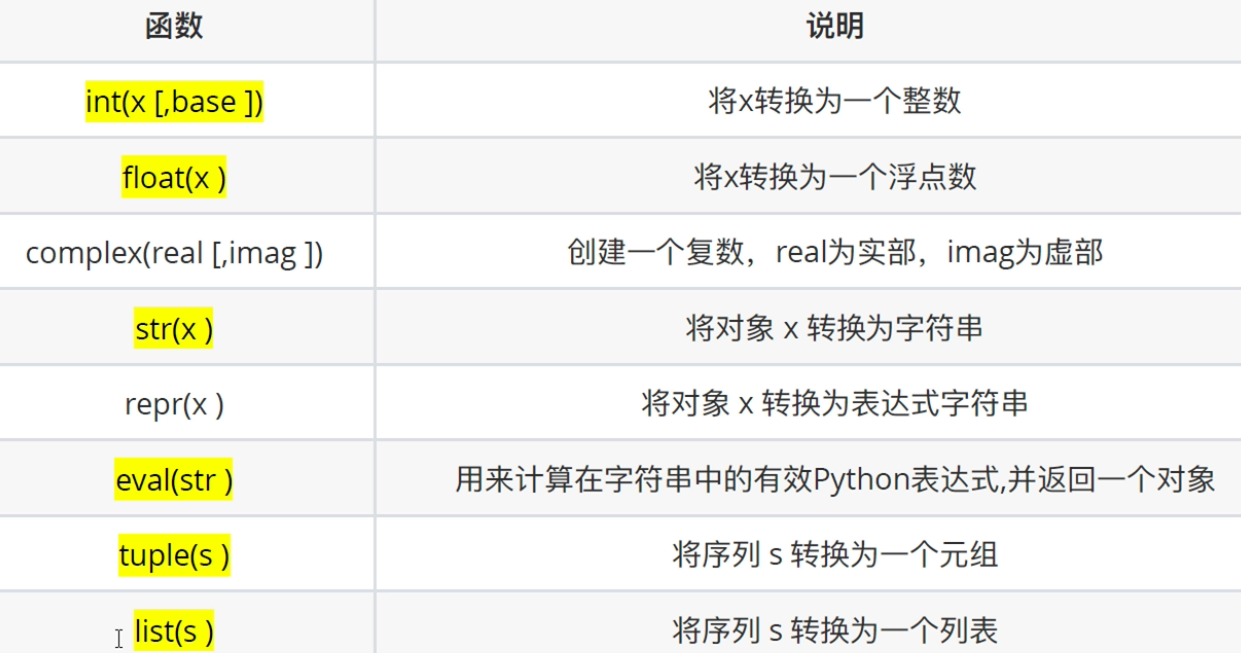 函数 说明
int(x [,base ]) 将x转换为一个整数
float(x ) 将x转换为一个浮点数
complex(real [,imag ]) 创建一个复数，real为实部，imag为虚部
str(x ) 将对象 x 转换为字符串
repr(x ) 将对象 x 转换为表达式字符串
eval(str ) 用来计算在字符串中的有效Python表达式,并返回一个对象
tuple(s ) 将序列 s 转换为一个元组
list(s ) 将序列 s 转换为一个列表